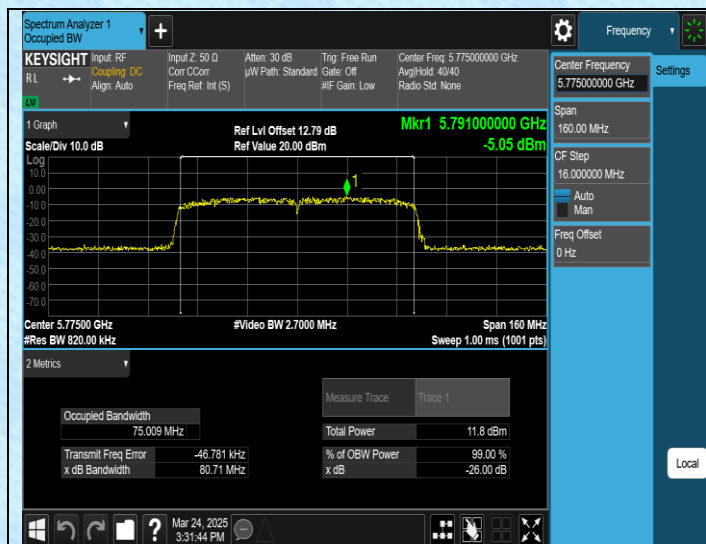 Spectrum Analyzer 1
Occupied BW
+
Frequency
KEYSIGHT
RL
LXI
Input: RF
Coupling: DC
Align: Auto
Input Z: 50 Ω
Corr CCorr
Freq Ref: Int (S)
Atten: 30 dB
µW Path: Standard
Trig: Free Run
Gate: Off
#IF Gain: Low
Center Freq: 5.775000000 GHz
Avg|Hold: 40/40
Radio Std: None
Center Frequency
5.775000000 GHz
Settings
Span
160.00 MHz
CF Step
16.000000 MHz
Auto
Man
Freq Offset
0 Hz
Local
1 Graph
Scale/Div 10.0 dB
Ref Lvl Offset 12.79 dB
Ref Value 20.00 dBm
Mkr1 5.791000000 GHz
-5.05 dBm
Log
10.0
0.00
-10.0
-20.0
-30.0
-40.0
-50.0
-60.0
-70.0
1
Center 5.77500 GHz
#Video BW 2.7000 MHz
Span 160 MHz
#Res BW 820.00 kHz
Sweep 1.00 ms (1001 pts)
2 Metrics
Measure Trace
Trace 1
Occupied Bandwidth
75.009 MHz
Total Power
11.8 dBm
Transmit Freq Error
-46.781 kHz
% of OBW Power
99.00 %
x dB Bandwidth
80.71 MHz
x dB
-26.00 dB
?
Mar 24, 2025
3:31:44 PM